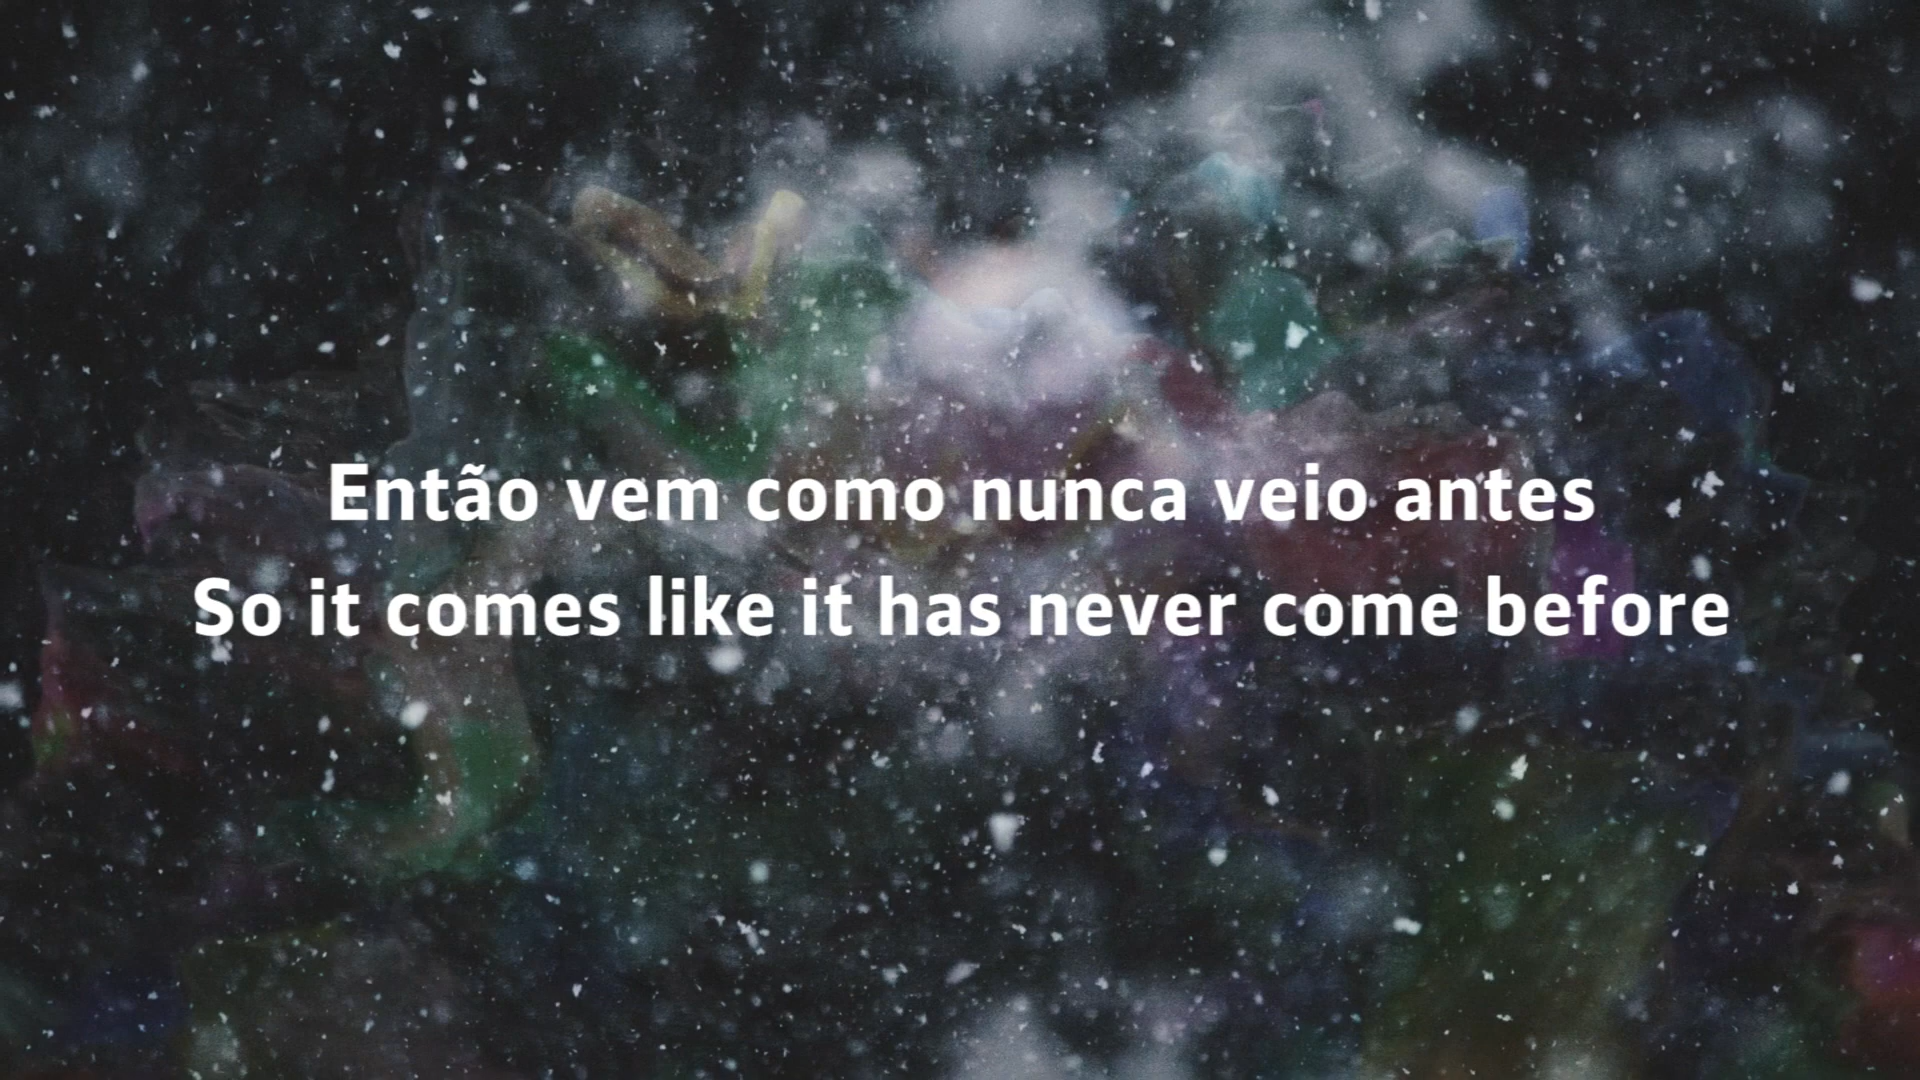 Então vem como nunca veio antes
So it comes like it has never come before